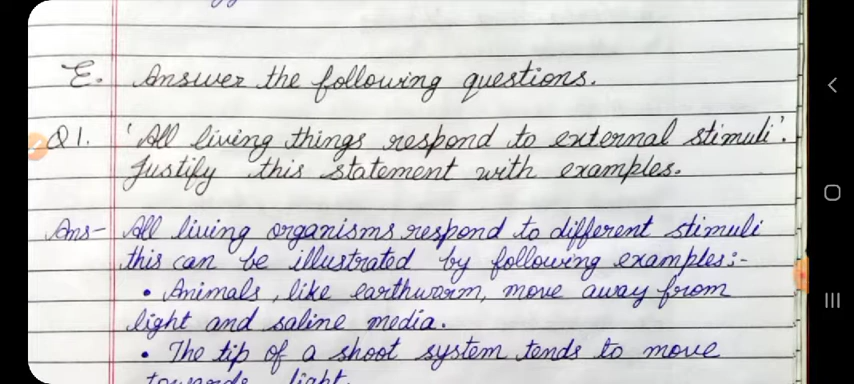 E. Answer the following questions.
Q1. 'All living things respond to external stimuli'.
Justify this statement with examples.
Ans- All living organisms respond to different stimuli
this can be illustrated by following examples:-
• Animals, like earthworm, move away from
light and saline media.
• The tip of a shoot system tends to move
towards light.